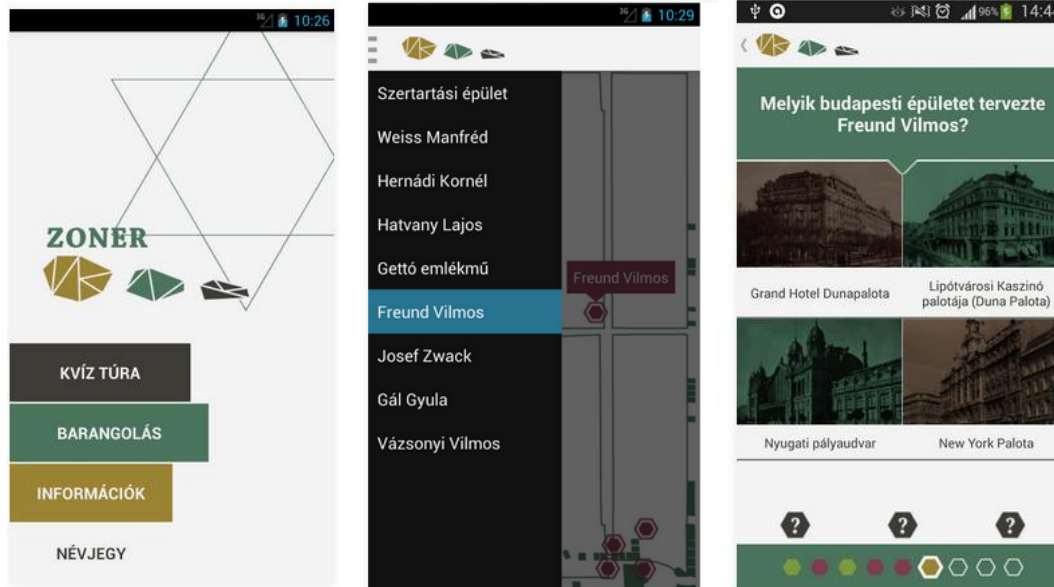 36
10:26
ZONER
KVÍZ TÚRA
BARANGOLÁS
INFORMÁCIÓK
NÉVJEGY
36
10:29
Szertartási épület
Weiss Manfréd
Hernádi Kornél
Hatvany Lajos
Gettó emlékmű
Freund Vilmos
Freund Vilmos
Josef Zwack
Gál Gyula
Vázsonyi Vilmos
96%
Melyik budapesti épületet tervezte
Freund Vilmos?
Grand Hotel Dunapalota
Lipótvárosi Kaszinó
palotája (Duna Palota)
Nyugati pályaudvar
New York Palota
? ? ?